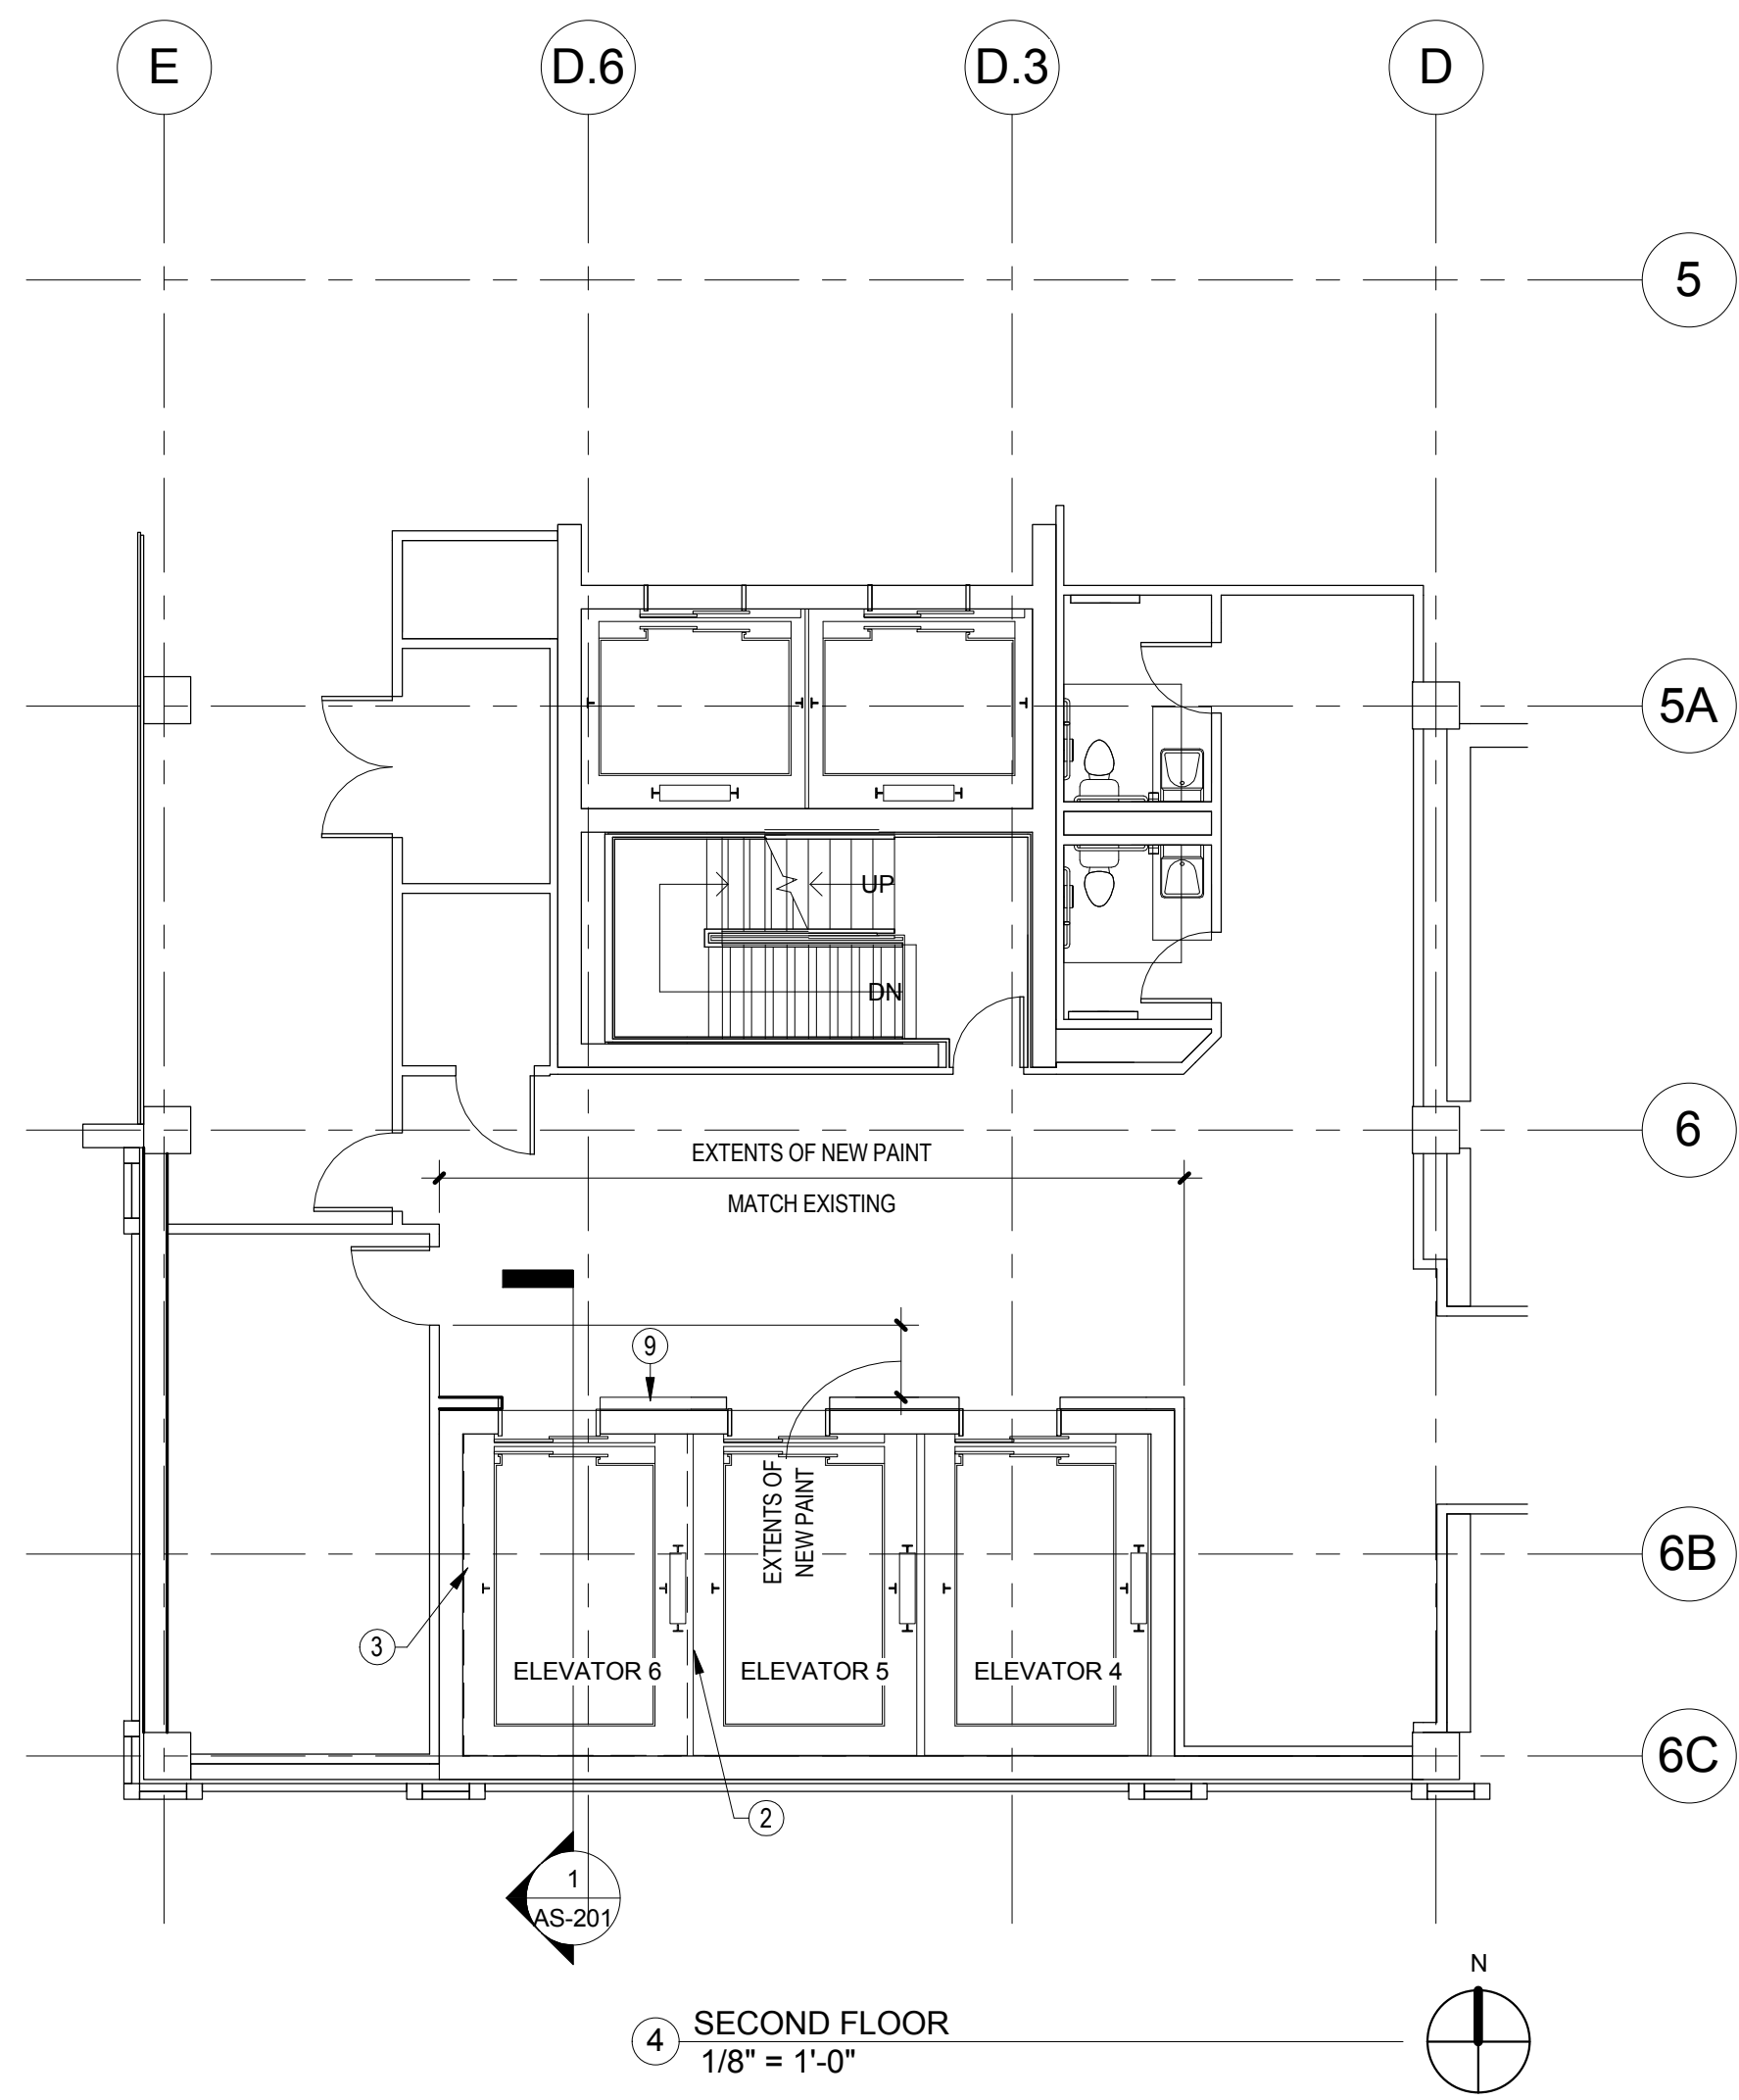 E
D.6
D.3
D
5
5A
UP
DN
6
EXTENTS OF NEW PAINT
MATCH EXISTING
9
EXTENTS OF
NEW PAINT
6B
3
ELEVATOR 6
ELEVATOR 5
ELEVATOR 4
6C
2
1
AS-201
N
4
SECOND FLOOR
1/8" = 1'-0"